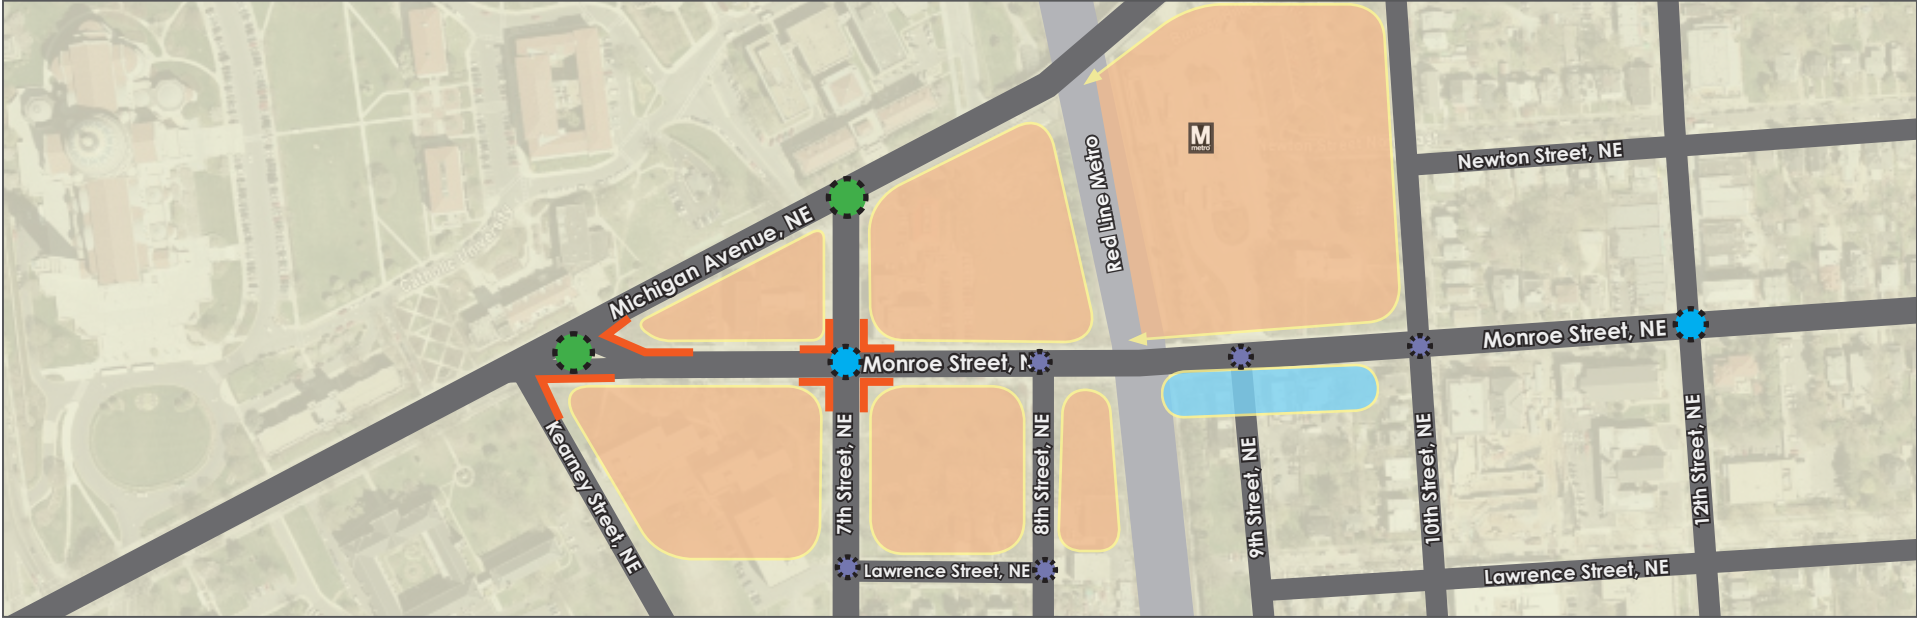 M
metro
Newton Street, NE
Red Line Metro
Michigan Avenue, NE
Monroe Street, NE
Monroe Street, N
Kearney Street, NE
7th Street, NE
8th Street, NE
9th Street, NE
10th Street, NE
12th Street, NE
Lawrence Street, NE
Lawrence Street, NE